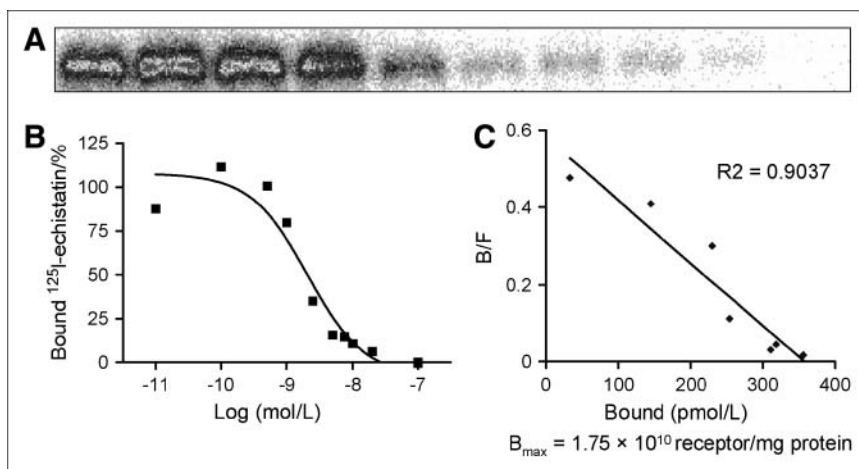 A
B
125
100
75
50
25
0
Bound ¹²⁵I-echistatin/%
-11 -10 -9 -8 -7
Log (mol/L)
C
0.6
0.4
0.2
0
B/F
R2 = 0.9037
0 100 200 300 400
Bound (pmol/L)
Bmax = 1.75 × 10¹⁰ receptor/mg protein